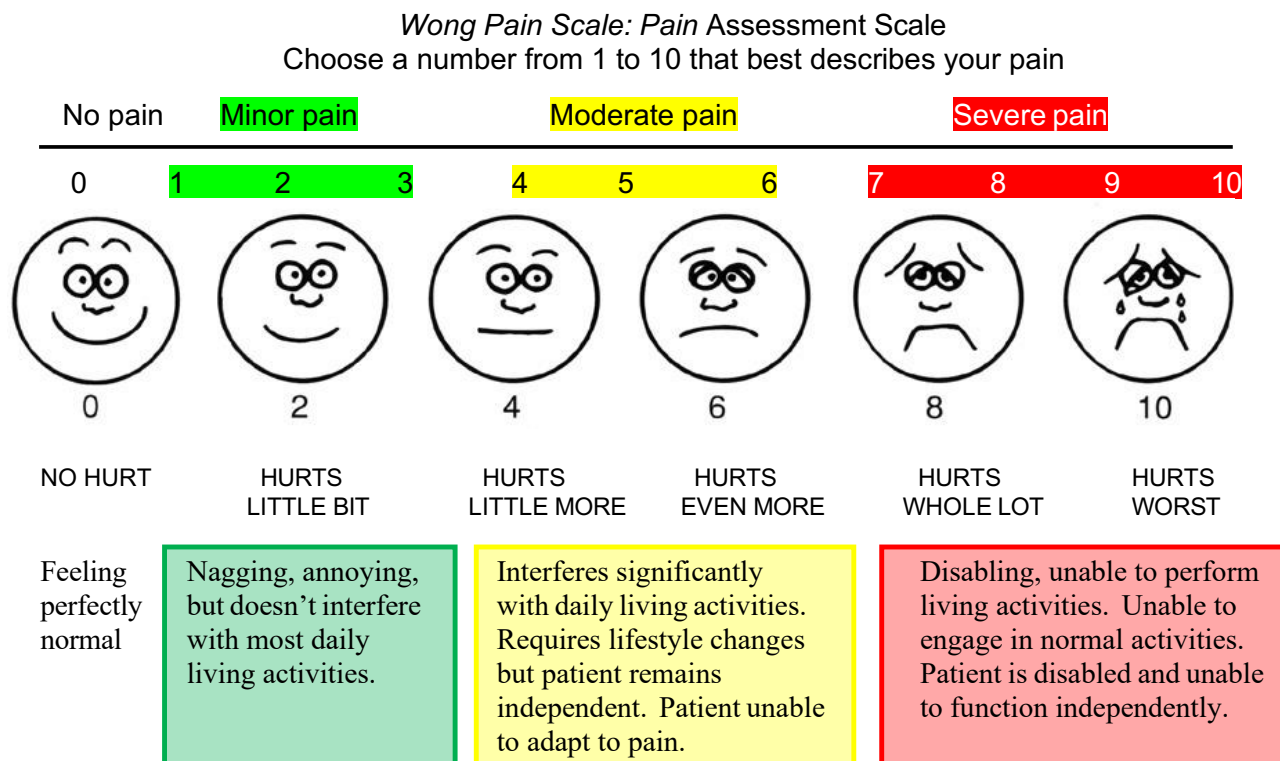 Wong Pain Scale: Pain Assessment Scale
Choose a number from 1 to 10 that best describes your pain
No pain Minor pain Moderate pain Severe pain
0 1 2 3 4 5 6 7 8 9 10
0 2 4 6 8 10
NO HURT HURTS HURTS HURTS HURTS HURTS
LITTLE BIT LITTLE MORE EVEN MORE WHOLE LOT WORST
Feeling
perfectly
normal
Nagging, annoying,
but doesn’t interfere
with most daily
living activities.
Interferes significantly
with daily living activities.
Requires lifestyle changes
but patient remains
independent. Patient unable
to adapt to pain.
Disabling, unable to perform
living activities. Unable to
engage in normal activities.
Patient is disabled and unable
to function independently.